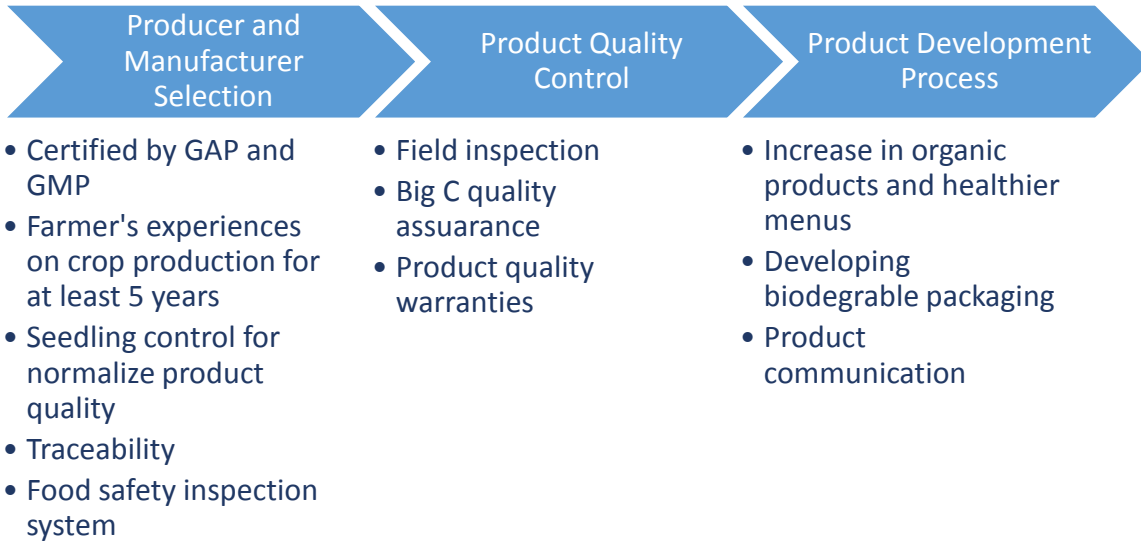 Producer and
Manufacturer
Selection
• Certified by GAP and
GMP
• Farmer's experiences
on crop production for
at least 5 years
• Seedling control for
normalize product
quality
• Traceability
• Food safety inspection
system
Product Quality
Control
• Field inspection
• Big C quality
assuarance
• Product quality
warranties
Product Development
Process
• Increase in organic
products and healthier
menus
• Developing
biodegrable packaging
• Product
communication